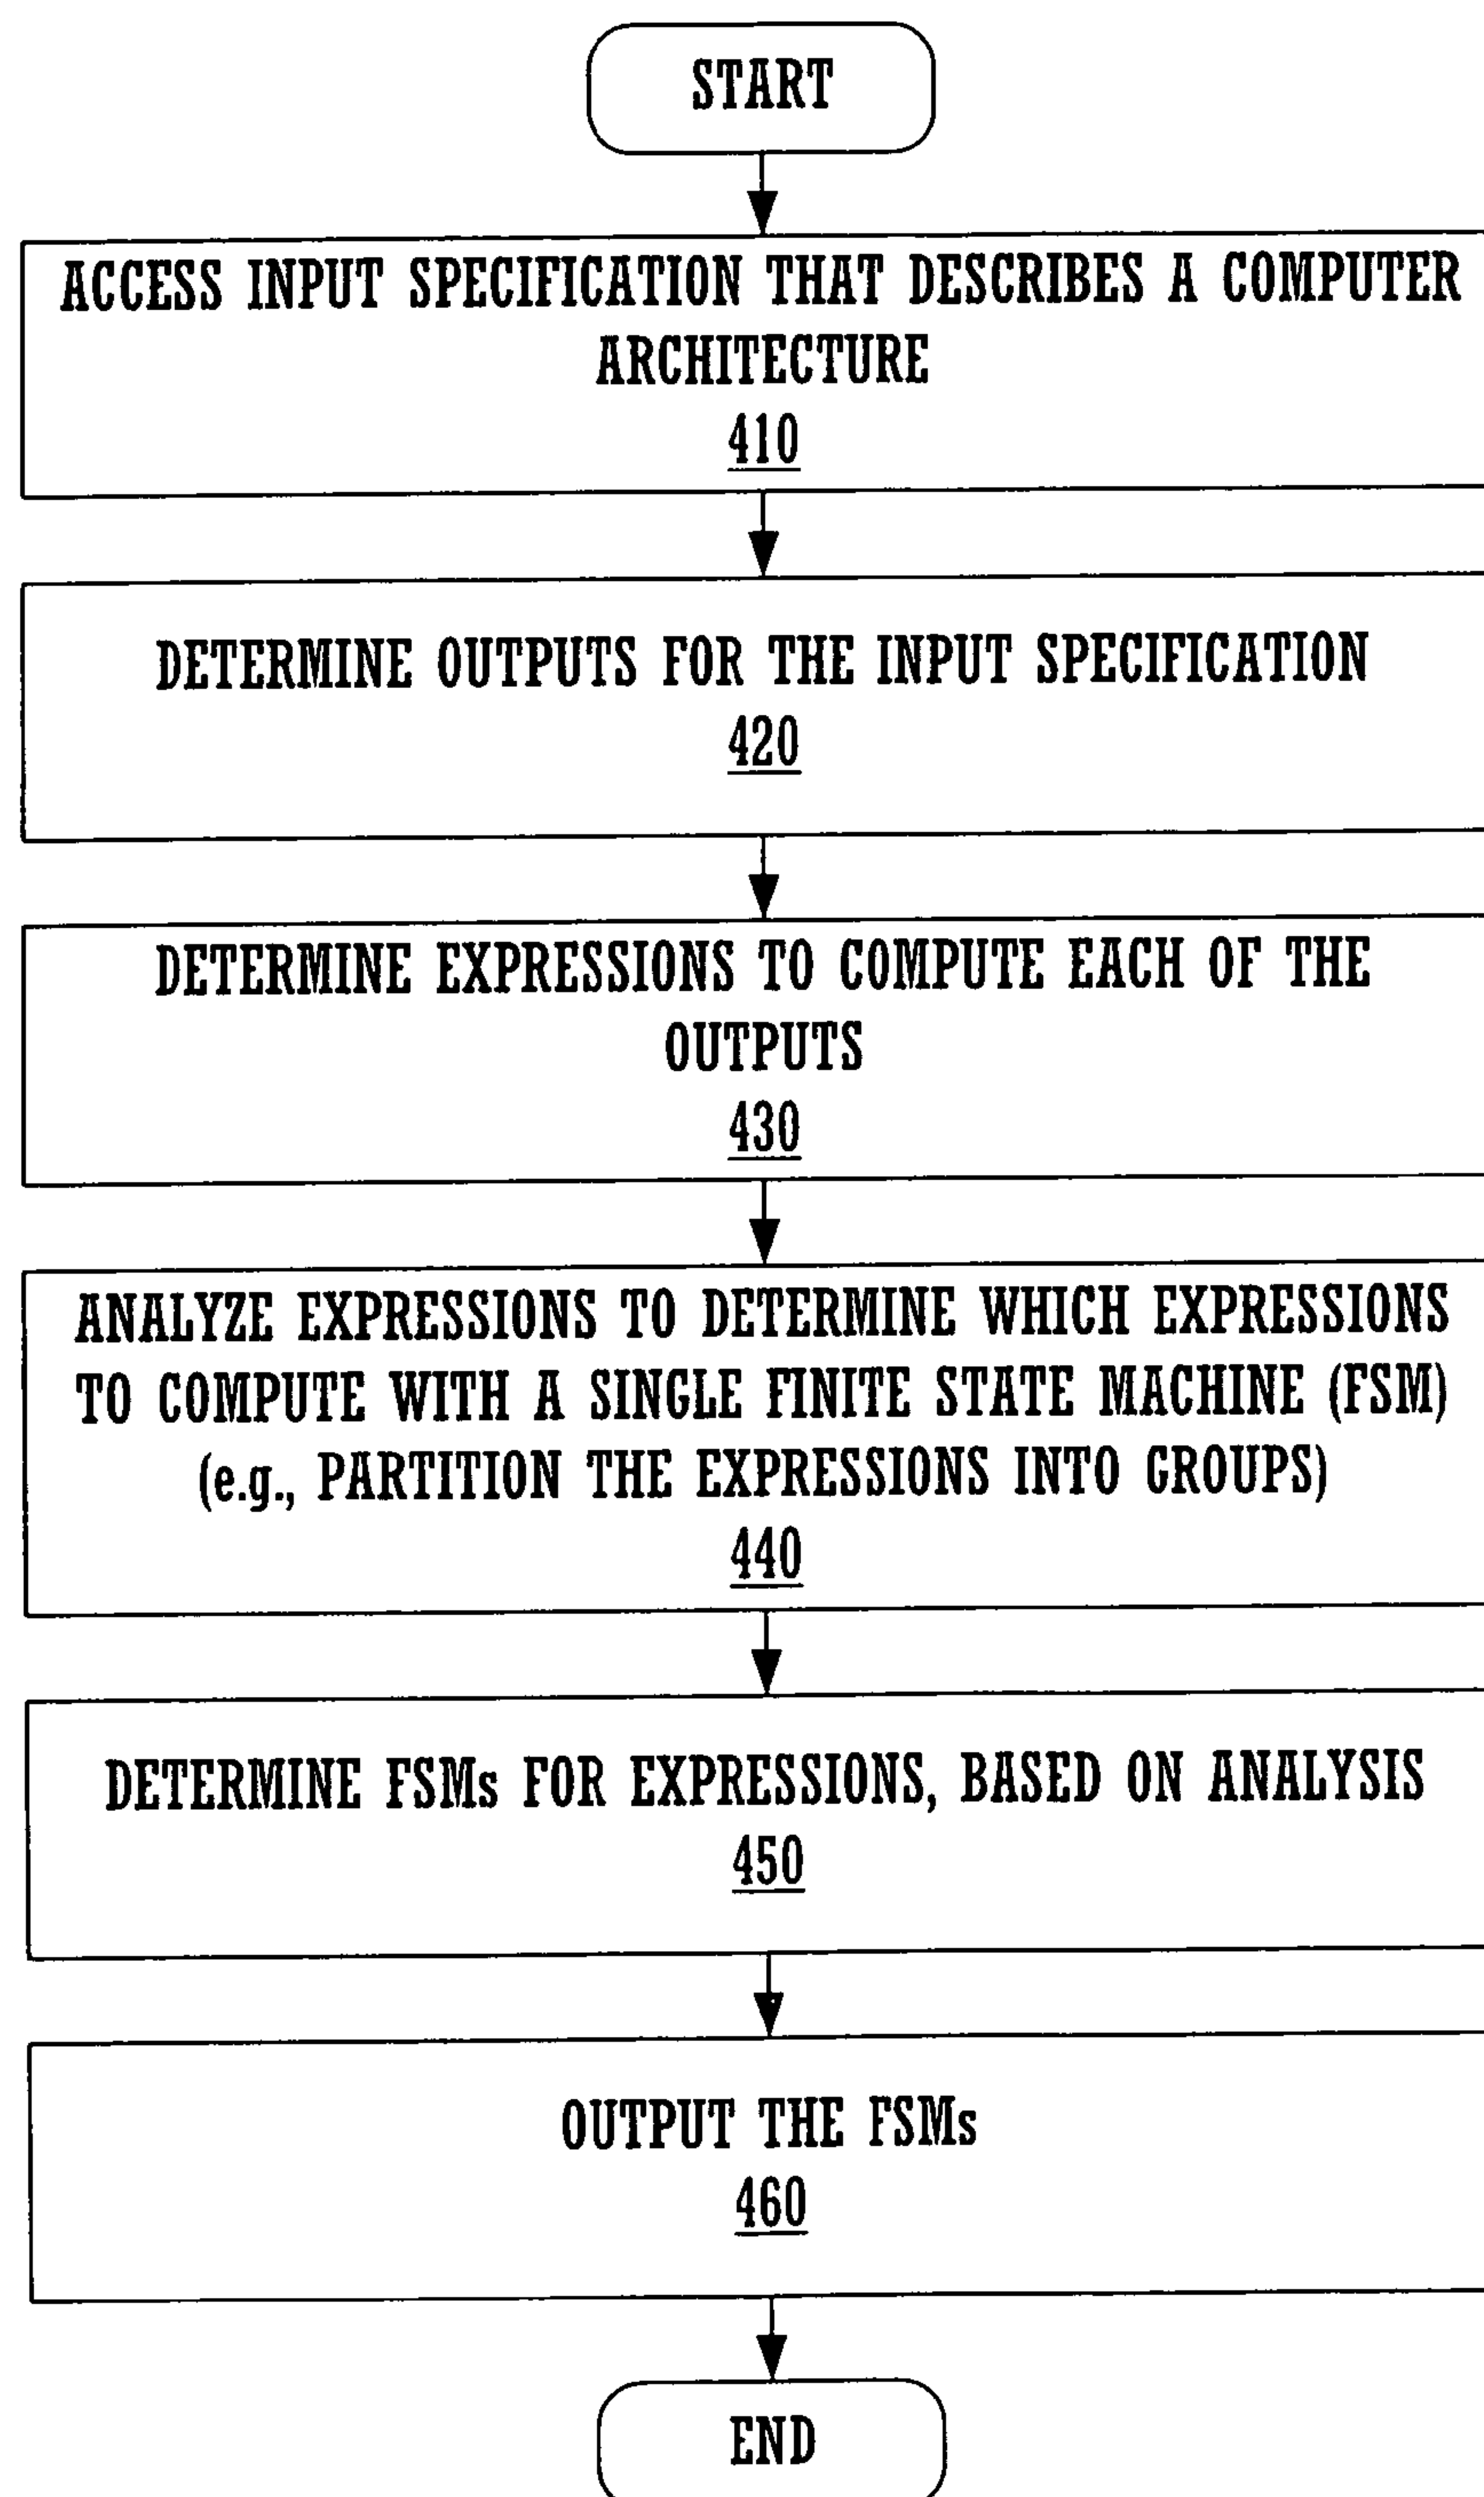 START
ACCESS INPUT SPECIFICATION THAT DESCRIBES A COMPUTER
ARCHITECTURE
410
DETERMINE OUTPUTS FOR THE INPUT SPECIFICATION
420
DETERMINE EXPRESSIONS TO COMPUTE EACH OF THE
OUTPUTS
430
ANALYZE EXPRESSIONS TO DETERMINE WHICH EXPRESSIONS
TO COMPUTE WITH A SINGLE FINITE STATE MACHINE (FSM)
(e.g., PARTITION THE EXPRESSIONS INTO GROUPS)
440
DETERMINE FSMs FOR EXPRESSIONS, BASED ON ANALYSIS
450
OUTPUT THE FSMs
460
END